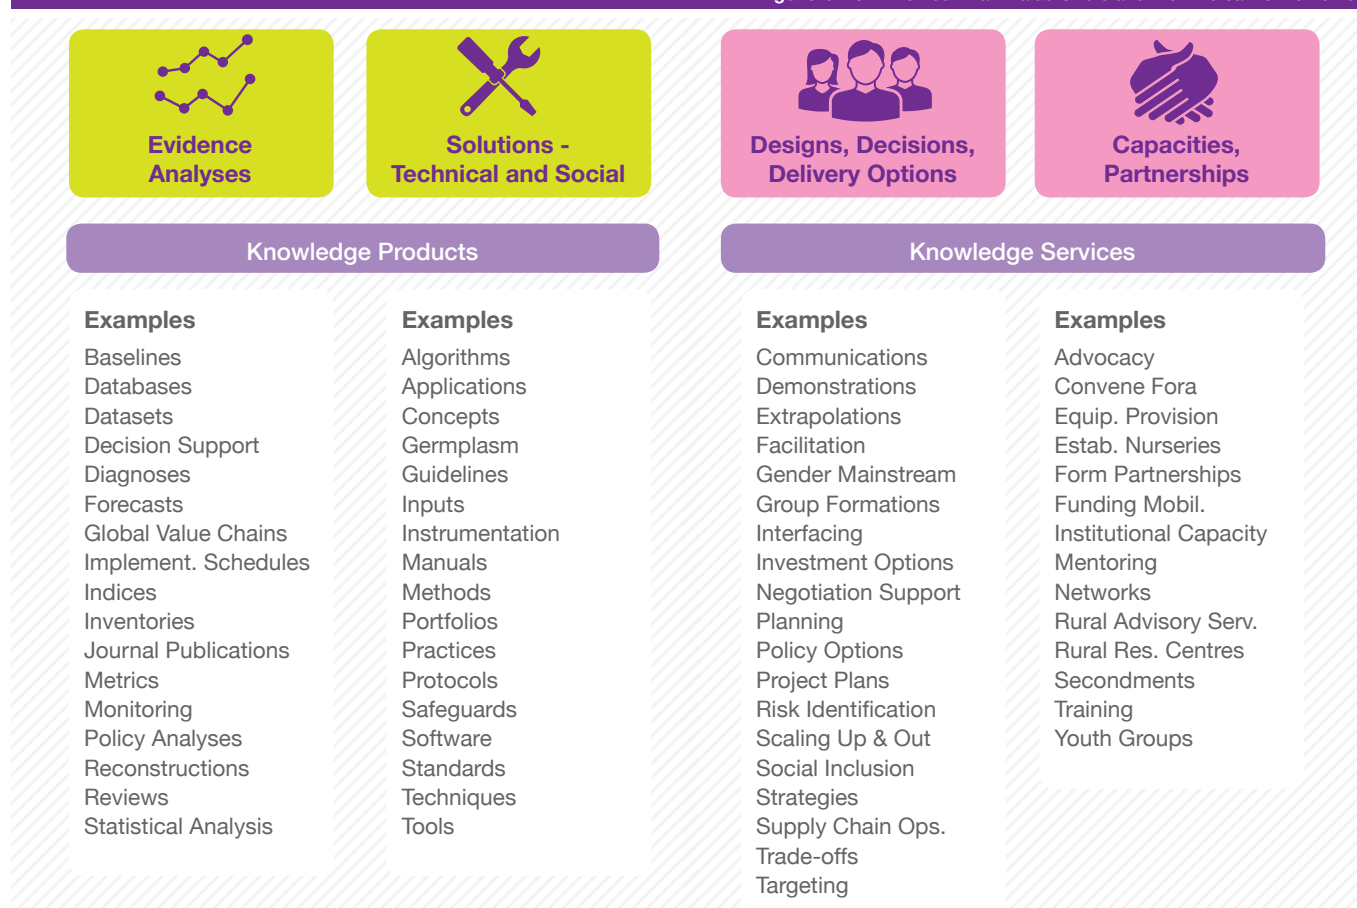 Evidence
Analyses
Solutions -
Technical and Social
Designs, Decisions,
Delivery Options
Capacities,
Partnerships
Knowledge Products
Knowledge Services
Examples
Baselines
Databases
Datasets
Decision Support
Diagnoses
Forecasts
Global Value Chains
Implement. Schedules
Indices
Inventories
Journal Publications
Metrics
Monitoring
Policy Analyses
Reconstructions
Reviews
Statistical Analysis
Examples
Algorithms
Applications
Concepts
Germplasm
Guidelines
Inputs
Instrumentation
Manuals
Methods
Portfolios
Practices
Protocols
Safeguards
Software
Standards
Techniques
Tools
Examples
Communications
Demonstrations
Extrapolations
Facilitation
Gender Mainstream
Group Formations
Interfacing
Investment Options
Negotiation Support
Planning
Policy Options
Project Plans
Risk Identification
Scaling Up & Out
Social Inclusion
Strategies
Supply Chain Ops.
Trade-offs
Targeting
Examples
Advocacy
Convene Fora
Equip. Provision
Estab. Nurseries
Form Partnerships
Funding Mobil.
Institutional Capacity
Mentoring
Networks
Rural Advisory Serv.
Rural Res. Centres
Secondments
Training
Youth Groups